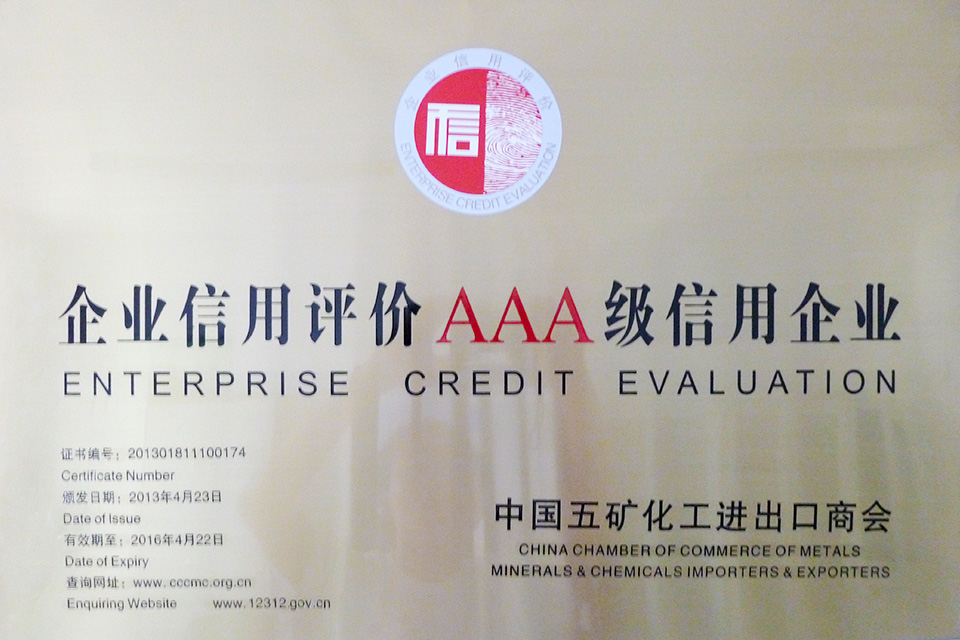 企业信用评价
信
ENTERPRISE CREDIT EVALUATION
企业信用评价AAA级信用企业
ENTERPRISE CREDIT EVALUATION
证书编号：201301811100174
Certificate Number
颁发日期：2013年4月23日
Date of Issue
有效期至：2016年4月22日
Date of Expiry
查询网址：www.cccmc.org.cn
Enquiring Website www.12312.gov.cn
中国五矿化工进出口商会
CHINA CHAMBER OF COMMERCE OF METALS
MINERALS & CHEMICALS IMPORTERS & EXPORTERS